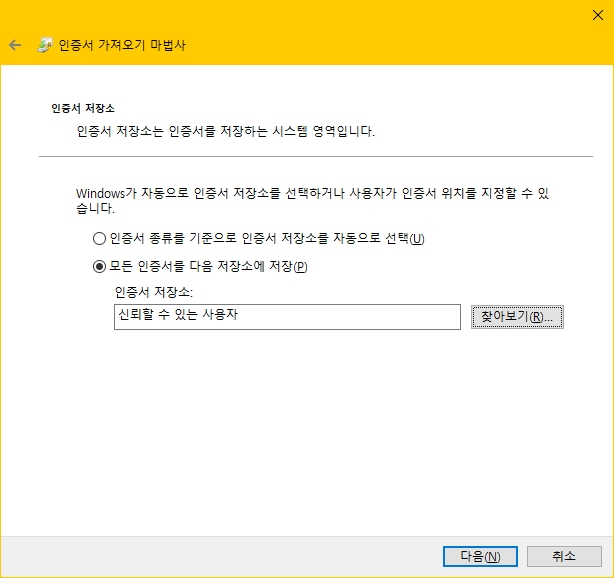 인증서 가져오기 마법사
인증서 저장소
인증서 저장소는 인증서를 저장하는 시스템 영역입니다.
Windows가 자동으로 인증서 저장소를 선택하거나 사용자가 인증서 위치를 지정할 수 있
습니다.
인증서 종류를 기준으로 인증서 저장소를 자동으로 선택(U)
모든 인증서를 다음 저장소에 저장(P)
인증서 저장소:
신뢰할 수 있는 사용자
찾아보기(R)...
다음(N)
취소